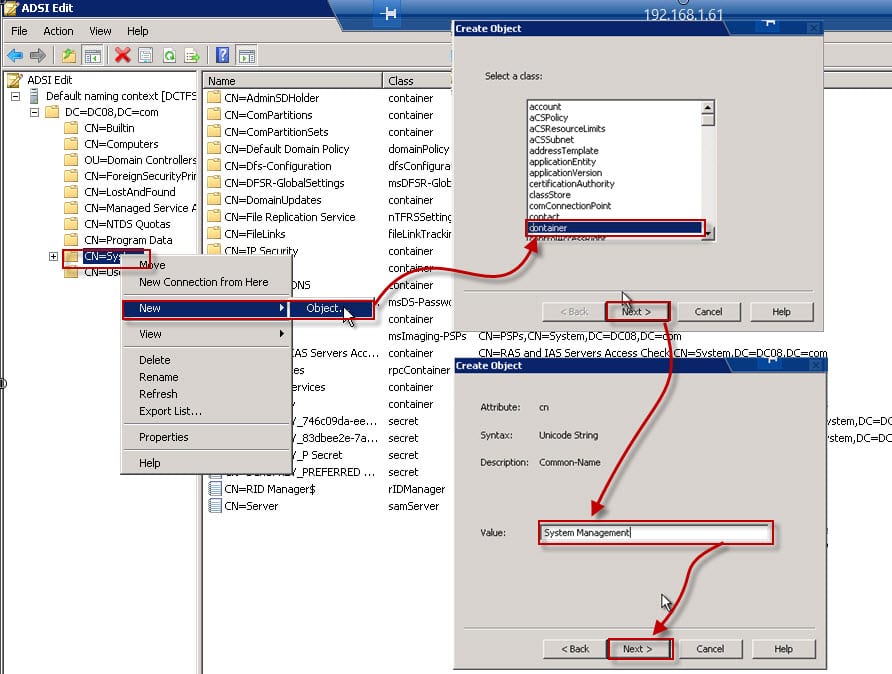 ADSI Edit
File Action View Help
ADSI Edit
Default naming context [DCTFS
DC=DC08,DC=com
CN=Builtin
CN=Computers
OU=Domain Controllers
CN=ForeignSecurityPrin
CN=LostAndFound
CN=Managed Service A
CN=NTDS Quotas
CN=Program Data
CN=Sys
CN=Us
Name Class
CN=AdminSDHolder container
CN=ComPartitions container
CN=ComPartitionSets container
CN=Default Domain Policy domainPolicy
CN=Dfs-Configuration dfsConfigura
CN=DFSR-GlobalSettings msDFSR-Glob
CN=DomainUpdates container
CN=File Replication Service nTFRSSetting
CN=FileLinks fileLinkTrackin
CN=IP Security container
container
ONS container
msDS-Passwo
container
msImaging-PSPs CN=PSPs,CN=System,DC=DC08,DC=com
IAS Servers Acc... container CN=RAS and IAS Servers Access Check,CN=System,DC=DC08,DC=com
es rpcContainer
ervices container
container
Y_746c09da-ee... secret ystem,DC=DC
Y_83dbee2e-7a... secret ystem,DC=DC
Y_P Secret secret
KEY_PREFERRED ... secret
CN=RID Manager$ rIDManager
CN=Server samServer
Move
New Connection from Here
New
Object...
View
Delete
Rename
Refresh
Export List...
Properties
Help
192.168.1.61
Create Object
Select a class:
account
aCSPolicy
aCSResourceLimits
aCSSubnet
addressTemplate
applicationEntity
applicationVersion
certificationAuthority
classStore
comConnectionPoint
contact
container
controlAccessRight
< Back Next > Cancel Help
Create Object
Attribute: cn
Syntax: Unicode String
Description: Common-Name
Value: System Management
< Back Next > Cancel Help